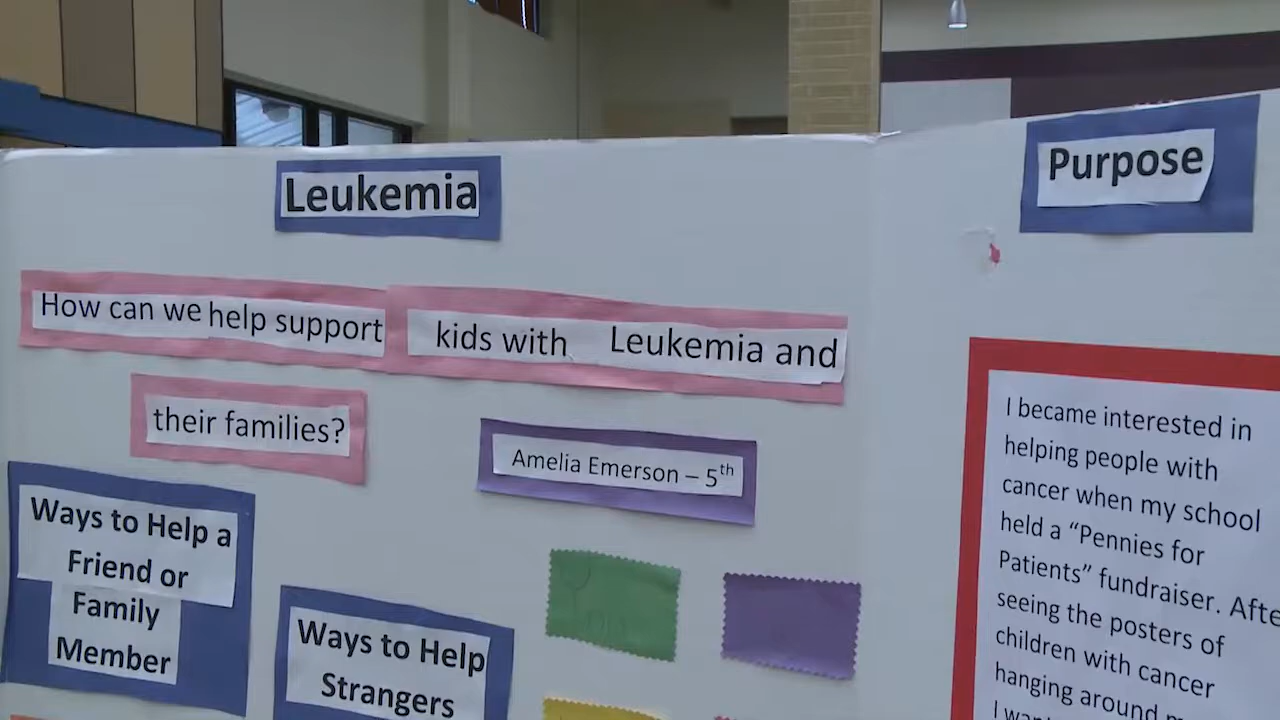 Leukemia
How can we help support kids with Leukemia and
their families?
Amelia Emerson – 5th
Ways to Help a
Friend or
Family
Member
Ways to Help
Strangers
Purpose
I became interested in
helping people with
cancer when my school
held a “Pennies for
Patients” fundraiser.
seeing the posters of
children with cancer
hanging around
I